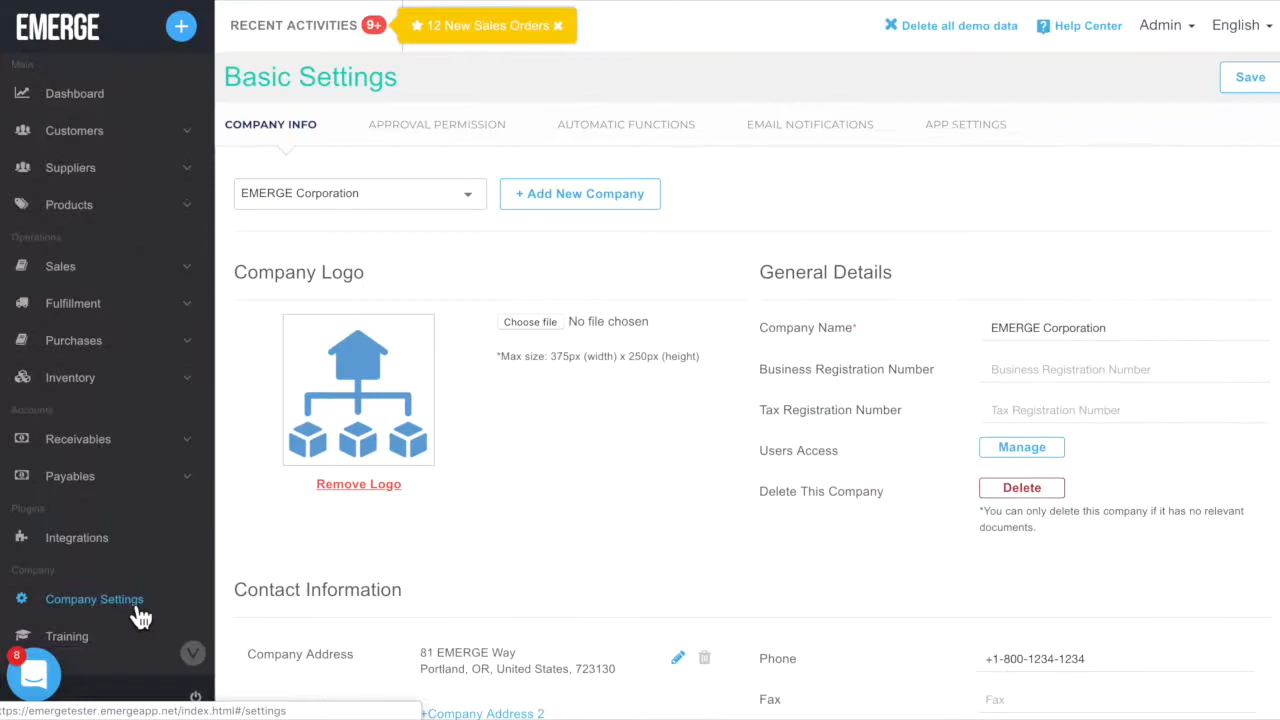 EMERGE
+
RECENT ACTIVITIES 9+
12 New Sales Orders
Delete all demo data
Help Center
Admin
English
Main
Dashboard
Customers
Suppliers
Products
Operations
Sales
Fulfillment
Purchases
Inventory
Accounts
Receivables
Payables
Plugins
Integrations
Company
Company Settings
Training
8
ttps://emergetester.emergeapp.net/index.html#/settings
Basic Settings
Save
COMPANY INFO
APPROVAL PERMISSION
AUTOMATIC FUNCTIONS
EMAIL NOTIFICATIONS
APP SETTINGS
EMERGE Corporation
+ Add New Company
Company Logo
Choose file No file chosen
*Max size: 375px (width) x 250px (height)
Remove Logo
General Details
Company Name* EMERGE Corporation
Business Registration Number Business Registration Number
Tax Registration Number Tax Registration Number
Users Access Manage
Delete This Company Delete
*You can only delete this company if it has no relevant
documents.
Contact Information
Company Address
81 EMERGE Way
Portland, OR, United States, 723130
+Company Address 2
Phone +1-800-1234-1234
Fax Fax